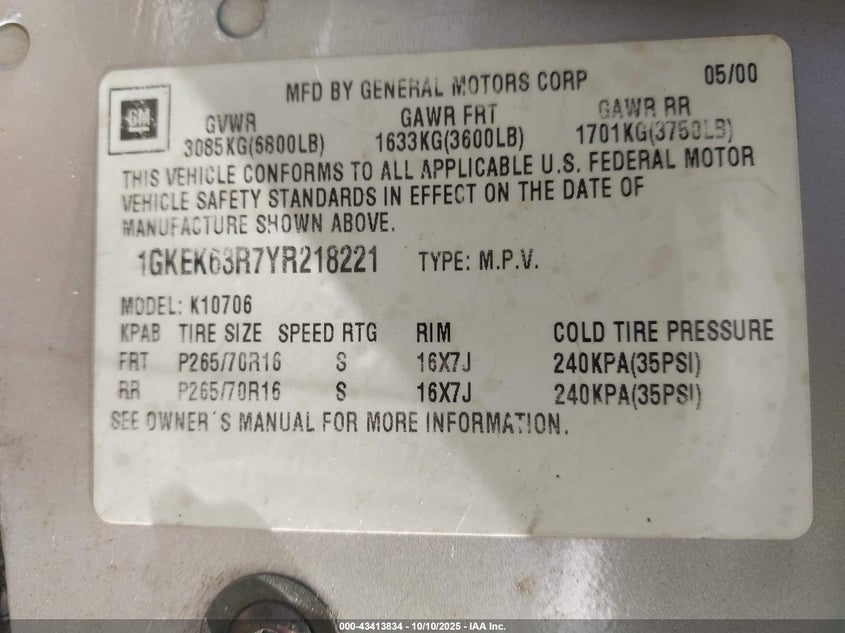 MFD BY GENERAL MOTORS CORP 05/00
GM
GVWR GAWR FRT GAWR RR
3085KG(6800LB) 1633KG(3600LB) 1701KG(3750LB)
THIS VEHICLE CONFORMS TO ALL APPLICABLE U.S. FEDERAL MOTOR
VEHICLE SAFETY STANDARDS IN EFFECT ON THE DATE OF
MANUFACTURE SHOWN ABOVE.
1GKEK63R7YR218221 TYPE: M.P.V.
MODEL: K10706
KPAB TIRE SIZE SPEED RTG RIM COLD TIRE PRESSURE
FRT P265/70R16 S 16X7J 240KPA(35PSI)
RR P265/70R16 S 16X7J 240KPA(35PSI)
SEE OWNER'S MANUAL FOR MORE INFORMATION.
000-43413834 - 10/10/2025 - IAA Inc.